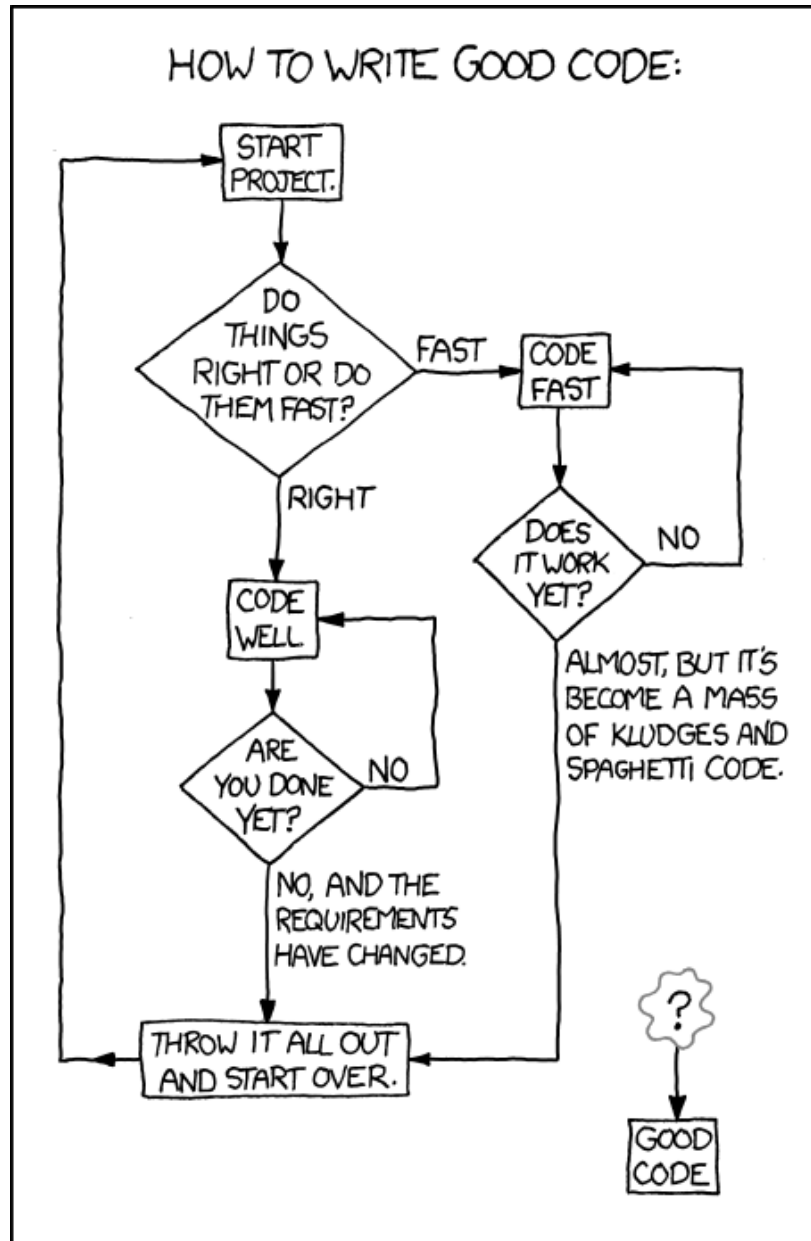 HOW TO WRITE GOOD CODE:
START
PROJECT.
DO
THINGS
RIGHT OR DO
THEM FAST?
FAST
CODE
FAST
RIGHT
DOES
IT WORK
YET?
NO
CODE
WELL
ALMOST, BUT IT'S
BECOME A MASS
OF KLUDGES AND
SPAGHETTI CODE.
ARE
YOU DONE
YET?
NO
NO, AND THE
REQUIREMENTS
HAVE CHANGED.
THROW IT ALL OUT
AND START OVER.
?
GOOD
CODE